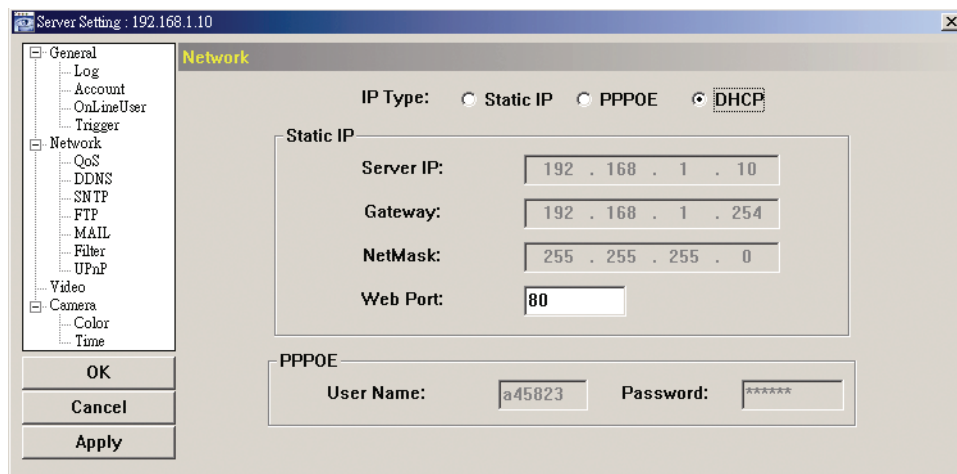 Server Setting : 192.168.1.10
General
Log
Account
OnLineUser
Trigger
Network
QoS
DDNS
SNTP
FTP
MAIL
Filter
UPnP
Video
Camera
Color
Time
OK
Cancel
Apply
Network
IP Type: Static IP PPPOE DHCP
Static IP
Server IP: 192 . 168 . 1 . 10
Gateway: 192 . 168 . 1 . 254
NetMask: 255 . 255 . 255 . 0
Web Port: 80
PPPOE
User Name: a45823 Password: ******